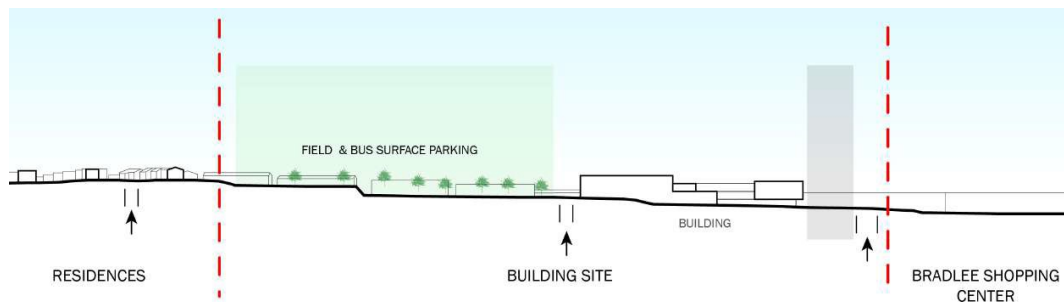 FIELD & BUS SURFACE PARKING
BUILDING
RESIDENCES
BUILDING SITE
BRADLEE SHOPPING
CENTER